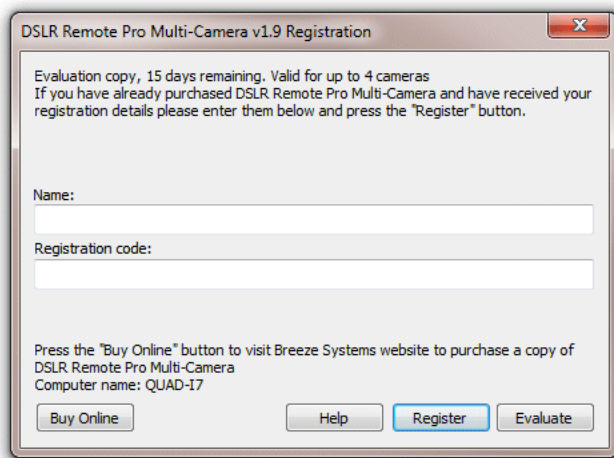 DSLR Remote Pro Multi-Camera v1.9 Registration
Evaluation copy, 15 days remaining. Valid for up to 4 cameras
If you have already purchased DSLR Remote Pro Multi-Camera and have received your
registration details please enter them below and press the "Register" button.
Name:
Registration code:
Press the "Buy Online" button to visit Breeze Systems website to purchase a copy of
DSLR Remote Pro Multi-Camera
Computer name: QUAD-I7
Buy Online Help Register Evaluate